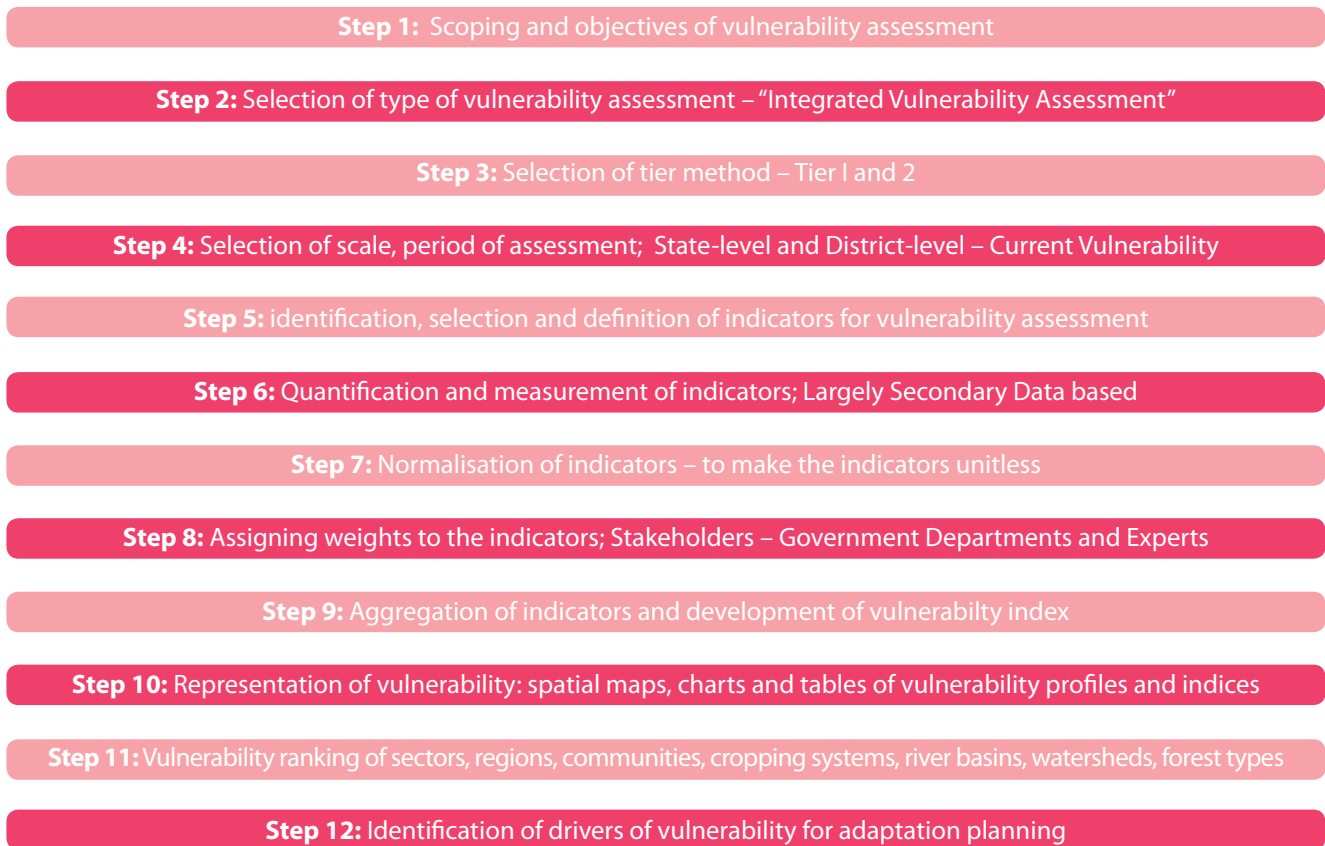 Step 1: Scoping and objectives of vulnerability assessment
Step 2: Selection of type of vulnerability assessment – “Integrated Vulnerability Assessment”
Step 3: Selection of tier method – Tier I and 2
Step 4: Selection of scale, period of assessment; State-level and District-level – Current Vulnerability
Step 5: identification, selection and definition of indicators for vulnerability assessment
Step 6: Quantification and measurement of indicators; Largely Secondary Data based
Step 7: Normalisation of indicators – to make the indicators unitless
Step 8: Assigning weights to the indicators; Stakeholders – Government Departments and Experts
Step 9: Aggregation of indicators and development of vulnerabilty index
Step 10: Representation of vulnerability: spatial maps, charts and tables of vulnerability profiles and indices
Step 11: Vulnerability ranking of sectors, regions, communities, cropping systems, river basins, watersheds, forest types
Step 12: Identification of drivers of vulnerability for adaptation planning